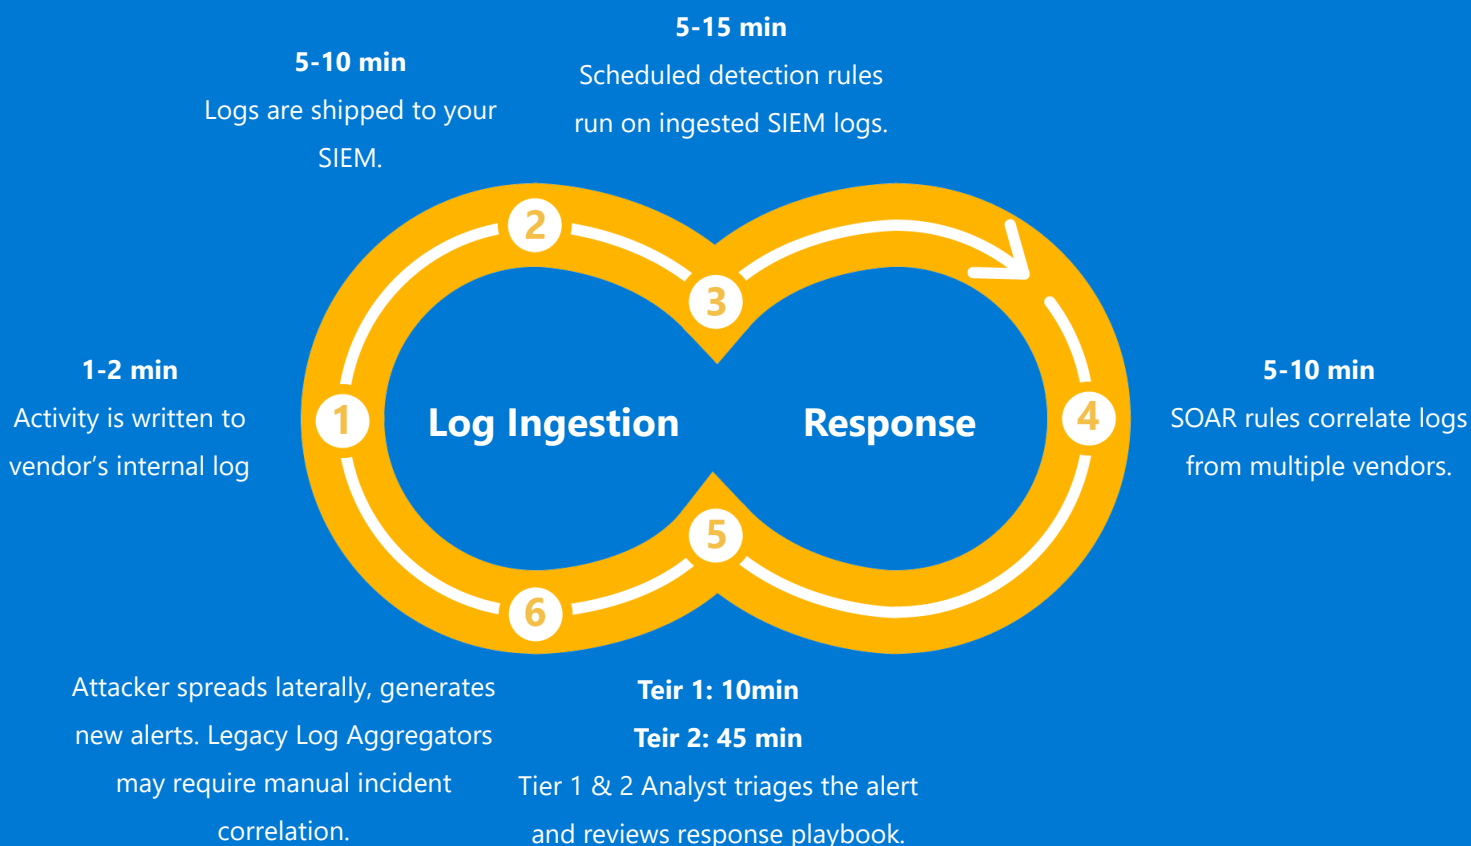 5-15 min
Scheduled detection rules
run on ingested SIEM logs.
5-10 min
Logs are shipped to your
SIEM.
2
3
1-2 min
Activity is written to
vendor's internal log
1
Log Ingestion
Response
4
5-10 min
SOAR rules correlate logs
from multiple vendors.
5
6
Attacker spreads laterally, generates
new alerts. Legacy Log Aggregators
may require manual incident
correlation.
Teir 1: 10min
Teir 2: 45 min
Tier 1 & 2 Analyst triages the alert
and reviews response playbook.